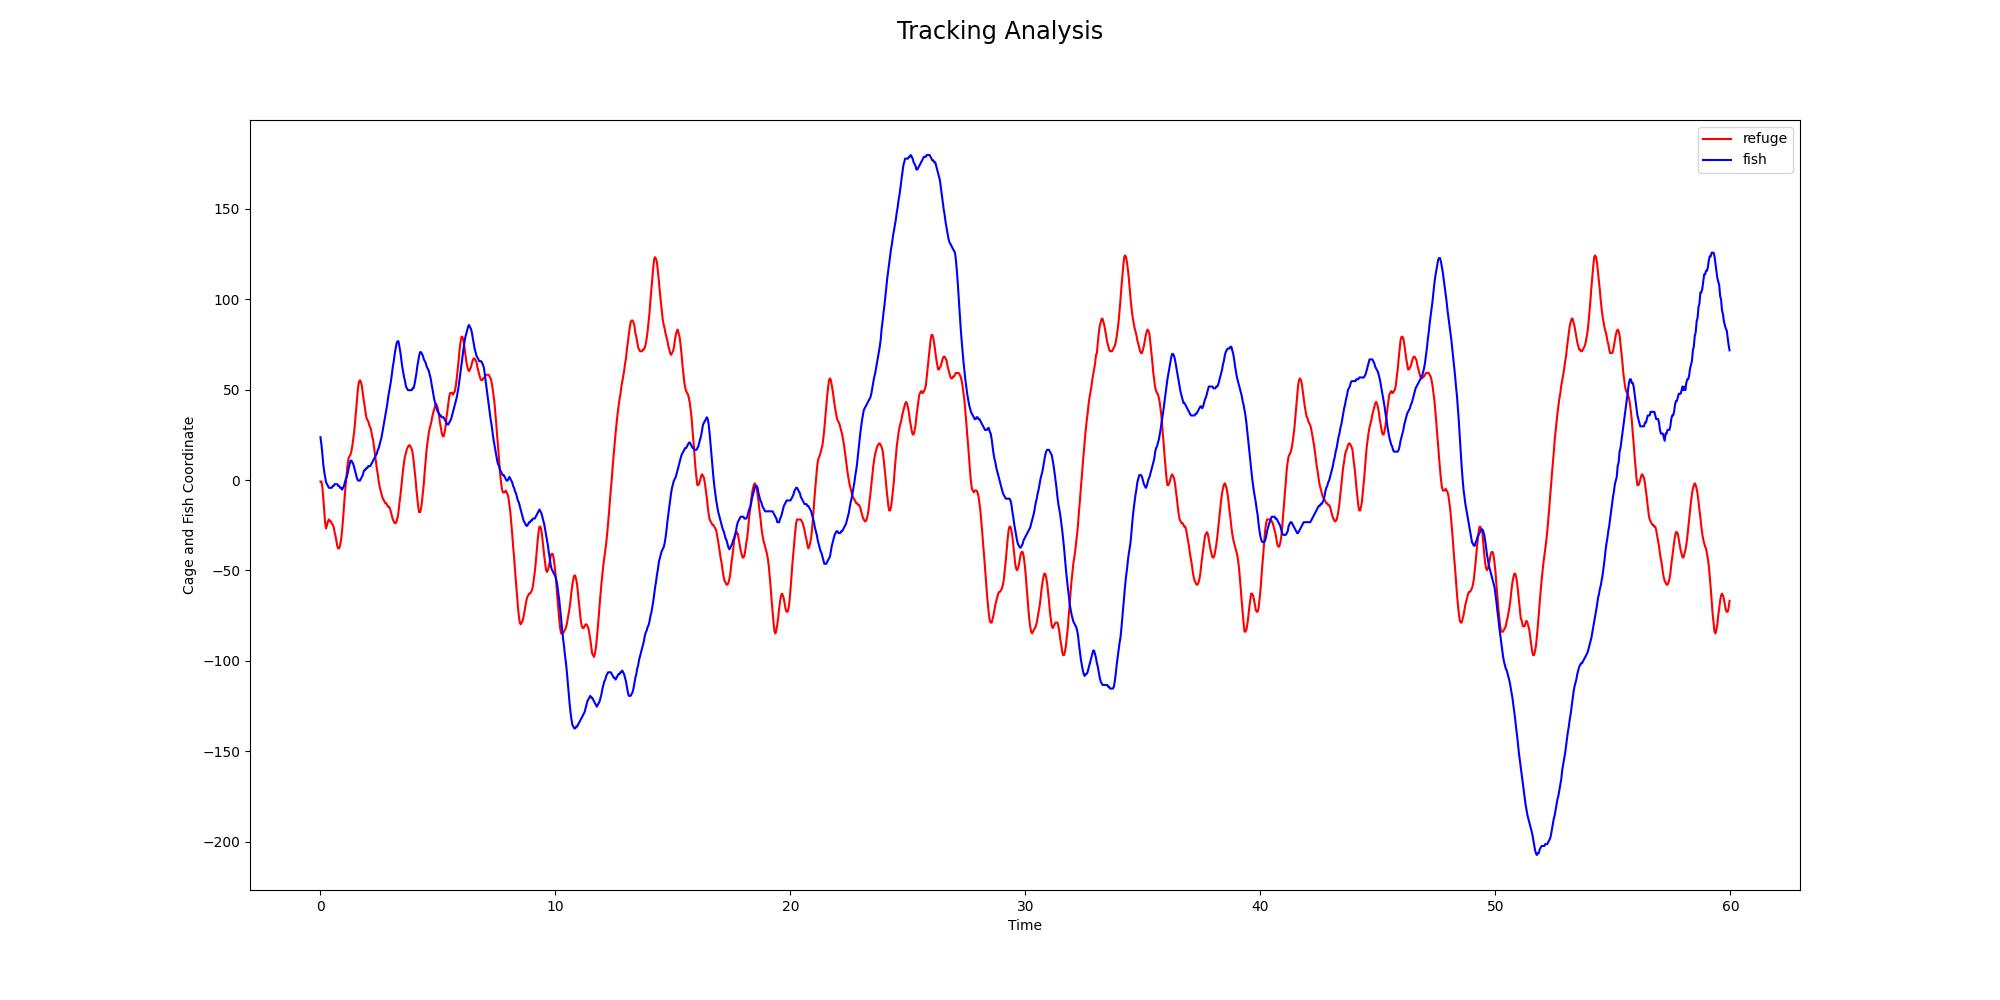 Tracking Analysis
refuge
fish
Cage and Fish Coordinate
150
100
50
0
−50
−100
−150
−200
0 10 20 30 40 50 60
Time